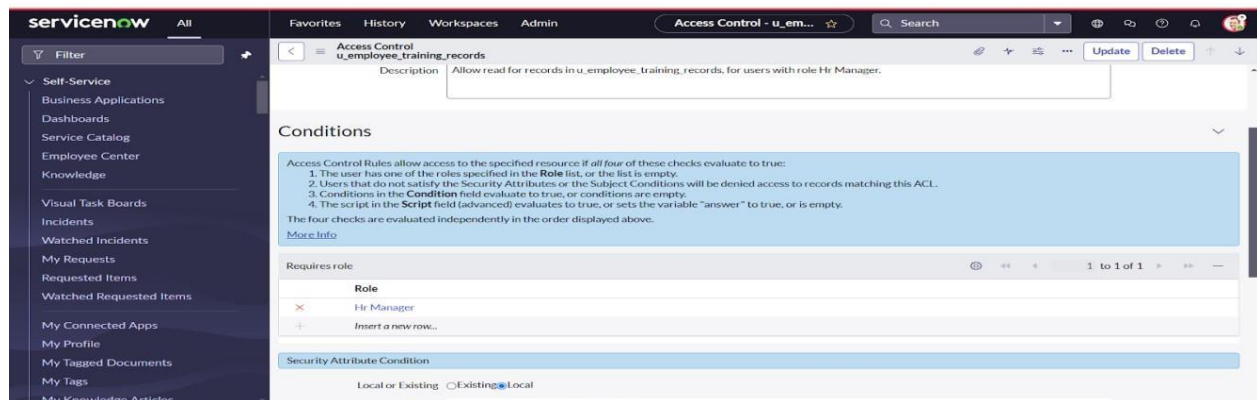 servicenow All Favorites History Workspaces Admin Access Control - u_em... Search
Filter
Access Control
u_employee_training_records
Update Delete
Self-Service
Business Applications
Dashboards
Service Catalog
Employee Center
Knowledge
Visual Task Boards
Incidents
Watched Incidents
My Requests
Requested Items
Watched Requested Items
My Connected Apps
My Profile
My Tagged Documents
My Tags
My Knowledge Articles
Description Allow read for records in u_employee_training_records, for users with role Hr Manager.
Conditions
Access Control Rules allow access to the specified resource if all four of these checks evaluate to true:
1. The user has one of the roles specified in the Role list, or the list is empty.
2. Users that do not satisfy the Security Attributes or the Subject Conditions will be denied access to records matching this ACL.
3. Conditions in the Condition field evaluate to true, or conditions are empty.
4. The script in the Script field (advanced) evaluates to true, or sets the variable "answer" to true, or is empty.
The four checks are evaluated independently in the order displayed above.
More Info
Requires role 1 to 1 of 1
Role
Hr Manager
Insert a new row...
Security Attribute Condition
Local or Existing Existing Local